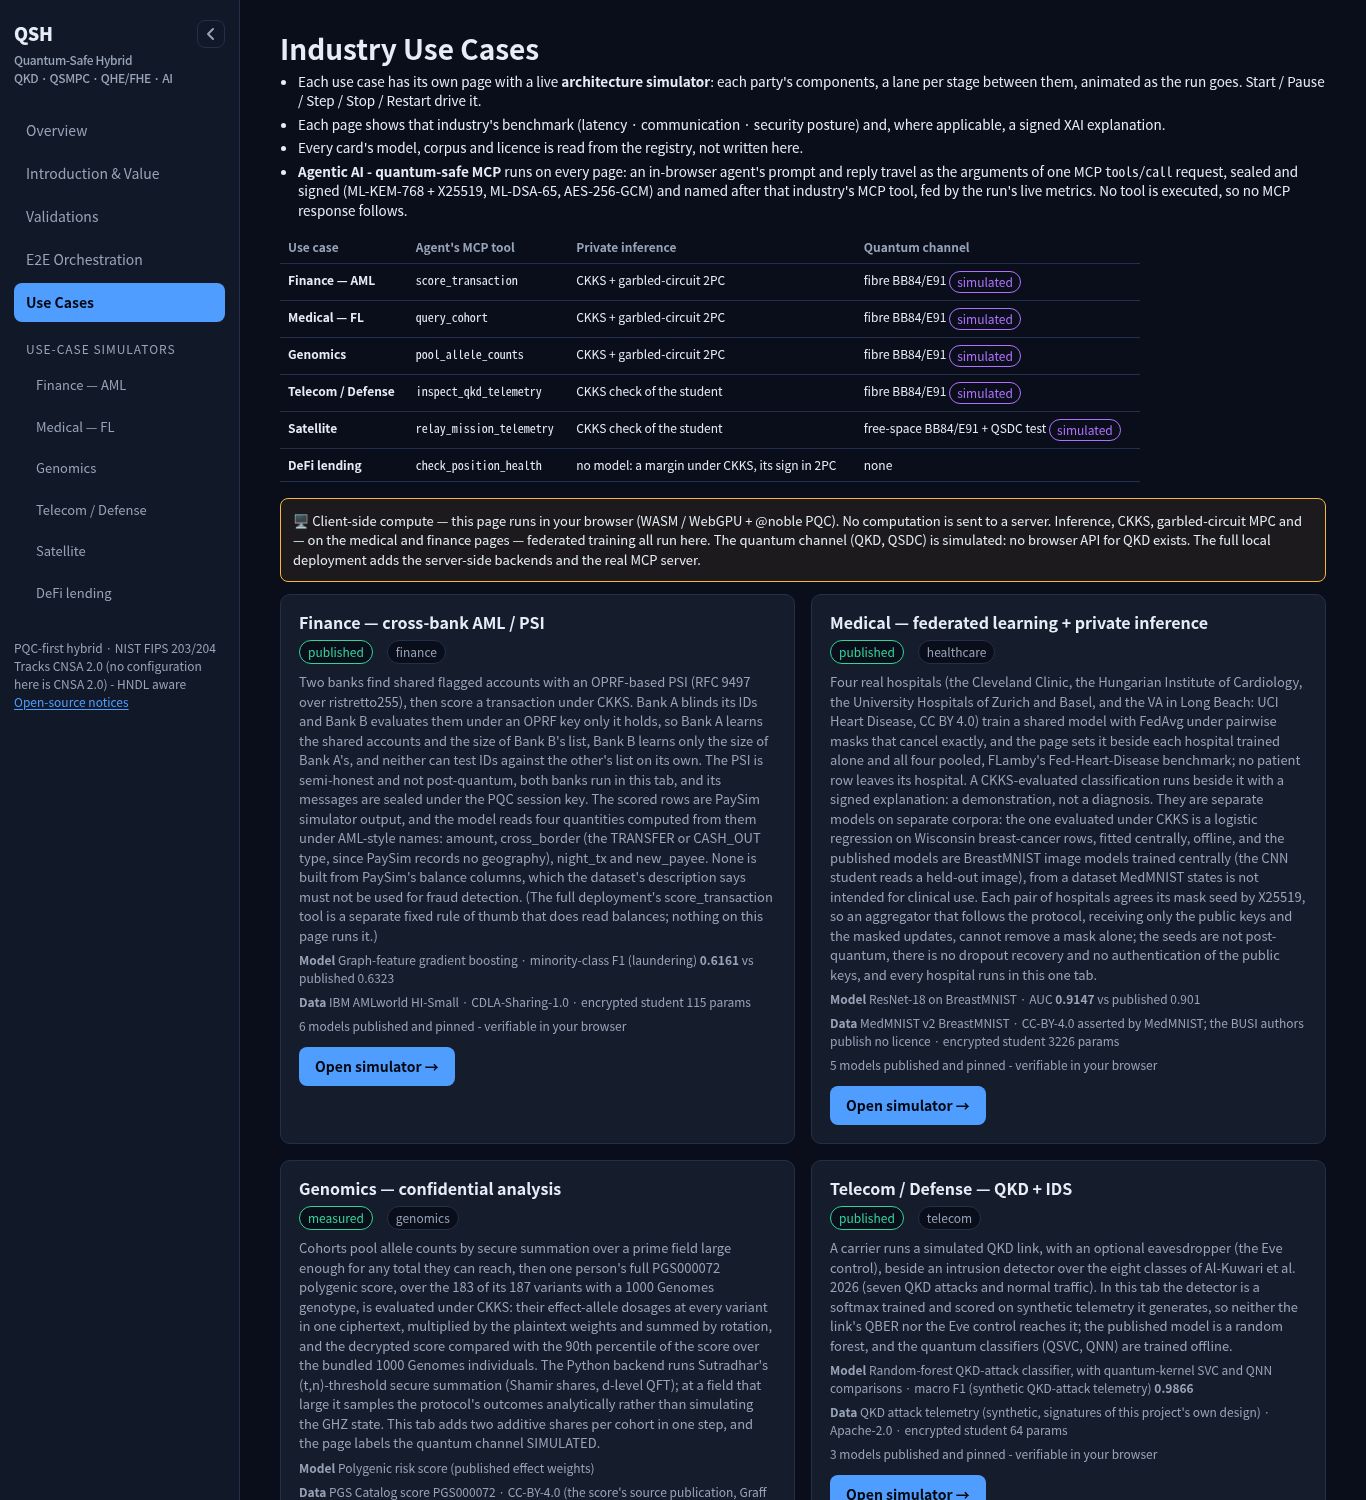 QSH
Quantum-Safe Hybrid
QKD · QSMPC · QHE/FHE · AI
Overview
Introduction & Value
Validations
E2E Orchestration
Use Cases
USE-CASE SIMULATORS
Finance — AML
Medical — FL
Genomics
Telecom / Defense
Satellite
DeFi lending
PQC-first hybrid · NIST FIPS 203/204
Tracks CNSA 2.0 (no configuration
here is CNSA 2.0) - HNDL aware
Open-source notices
Industry Use Cases
• Each use case has its own page with a live architecture simulator: each party's components, a lane per stage between them, animated as the run goes. Start / Pause
/ Step / Stop / Restart drive it.
• Each page shows that industry's benchmark (latency · communication · security posture) and, where applicable, a signed XAI explanation.
• Every card's model, corpus and licence is read from the registry, not written here.
• Agentic AI - quantum-safe MCP runs on every page: an in-browser agent's prompt and reply travel as the arguments of one MCP tools/call request, sealed and
signed (ML-KEM-768 + X25519, ML-DSA-65, AES-256-GCM) and named after that industry's MCP tool, fed by the run's live metrics. No tool is executed, so no MCP
response follows.
Use case Agent's MCP tool Private inference Quantum channel
Finance — AML score_transaction CKKS + garbled-circuit 2PC fibre BB84/E91 simulated
Medical — FL query_cohort CKKS + garbled-circuit 2PC fibre BB84/E91 simulated
Genomics pool_allele_counts CKKS + garbled-circuit 2PC fibre BB84/E91 simulated
Telecom / Defense inspect_qkd_telemetry CKKS check of the student fibre BB84/E91 simulated
Satellite relay_mission_telemetry CKKS check of the student free-space BB84/E91 + QSDC test simulated
DeFi lending check_position_health no model: a margin under CKKS, its sign in 2PC none
🖥️ Client-side compute — this page runs in your browser (WASM / WebGPU + @noble PQC). No computation is sent to a server. Inference, CKKS, garbled-circuit MPC and
— on the medical and finance pages — federated training all run here. The quantum channel (QKD, QSDC) is simulated: no browser API for QKD exists. The full local
deployment adds the server-side backends and the real MCP server.
Finance — cross-bank AML / PSI
published finance
Two banks find shared flagged accounts with an OPRF-based PSI (RFC 9497
over ristretto255), then score a transaction under CKKS. Bank A blinds its IDs
and Bank B evaluates them under an OPRF key only it holds, so Bank A learns
the shared accounts and the size of Bank B's list, Bank B learns only the size of
Bank A's, and neither can test IDs against the other's list on its own. The PSI is
semi-honest and not post-quantum, both banks run in this tab, and its
messages are sealed under the PQC session key. The scored rows are PaySim
simulator output, and the model reads four quantities computed from them
under AML-style names: amount, cross_border (the TRANSFER or CASH_OUT
type, since PaySim records no geography), night_tx and new_payee. None is
built from PaySim's balance columns, which the dataset's description says
must not be used for fraud detection. (The full deployment's score_transaction
tool is a separate fixed rule of thumb that does read balances; nothing on this
page runs it.)
Model Graph-feature gradient boosting · minority-class F1 (laundering) 0.6161 vs
published 0.6323
Data IBM AMLworld HI-Small · CDLA-Sharing-1.0 · encrypted student 115 params
6 models published and pinned - verifiable in your browser
Open simulator →
Medical — federated learning + private inference
published healthcare
Four real hospitals (the Cleveland Clinic, the Hungarian Institute of Cardiology,
the University Hospitals of Zurich and Basel, and the VA in Long Beach: UCI
Heart Disease, CC BY 4.0) train a shared model with FedAvg under pairwise
masks that cancel exactly, and the page sets it beside each hospital trained
alone and all four pooled, FLamby's Fed-Heart-Disease benchmark; no patient
row leaves its hospital. A CKKS-evaluated classification runs beside it with a
signed explanation: a demonstration, not a diagnosis. They are separate
models on separate corpora: the one evaluated under CKKS is a logistic
regression on Wisconsin breast-cancer rows, fitted centrally, offline, and the
published models are BreastMNIST image models trained centrally (the CNN
student reads a held-out image), from a dataset MedMNIST states is not
intended for clinical use. Each pair of hospitals agrees its mask seed by X25519,
so an aggregator that follows the protocol, receiving only the public keys and
the masked updates, cannot remove a mask alone; the seeds are not post-
quantum, there is no dropout recovery and no authentication of the public
keys, and every hospital runs in this one tab.
Model ResNet-18 on BreastMNIST · AUC 0.9147 vs published 0.901
Data MedMNIST v2 BreastMNIST · CC-BY-4.0 asserted by MedMNIST; the BUSI authors
publish no licence · encrypted student 3226 params
5 models published and pinned - verifiable in your browser
Open simulator →
Genomics — confidential analysis
measured genomics
Cohorts pool allele counts by secure summation over a prime field large
enough for any total they can reach, then one person's full PGS000072
polygenic score, over the 183 of its 187 variants with a 1000 Genomes
genotype, is evaluated under CKKS: their effect-allele dosages at every variant
in one ciphertext, multiplied by the plaintext weights and summed by rotation,
and the decrypted score compared with the 90th percentile of the score over
the bundled 1000 Genomes individuals. The Python backend runs Sutradhar's
(t,n)-threshold secure summation (Shamir shares, d-level QFT); at a field that
large it samples the protocol's outcomes analytically rather than simulating
the GHZ state. This tab adds two additive shares per cohort in one step, and
the page labels the quantum channel SIMULATED.
Model Polygenic risk score (published effect weights)
Data PGS Catalog score PGS000072 · CC-BY-4.0 (the score's source publication, Graff
Telecom / Defense — QKD + IDS
published telecom
A carrier runs a simulated QKD link, with an optional eavesdropper (the Eve
control), beside an intrusion detector over the eight classes of Al-Kuwari et al.
2026 (seven QKD attacks and normal traffic). In this tab the detector is a
softmax trained and scored on synthetic telemetry it generates, so neither the
link's QBER nor the Eve control reaches it; the published model is a random
forest, and the quantum classifiers (QSVC, QNN) are trained offline.
Model Random-forest QKD-attack classifier, with quantum-kernel SVC and QNN
comparisons · macro F1 (synthetic QKD-attack telemetry) 0.9866
Data QKD attack telemetry (synthetic, signatures of this project's own design) ·
Apache-2.0 · encrypted student 64 params
3 models published and pinned - verifiable in your browser
Open simulator →